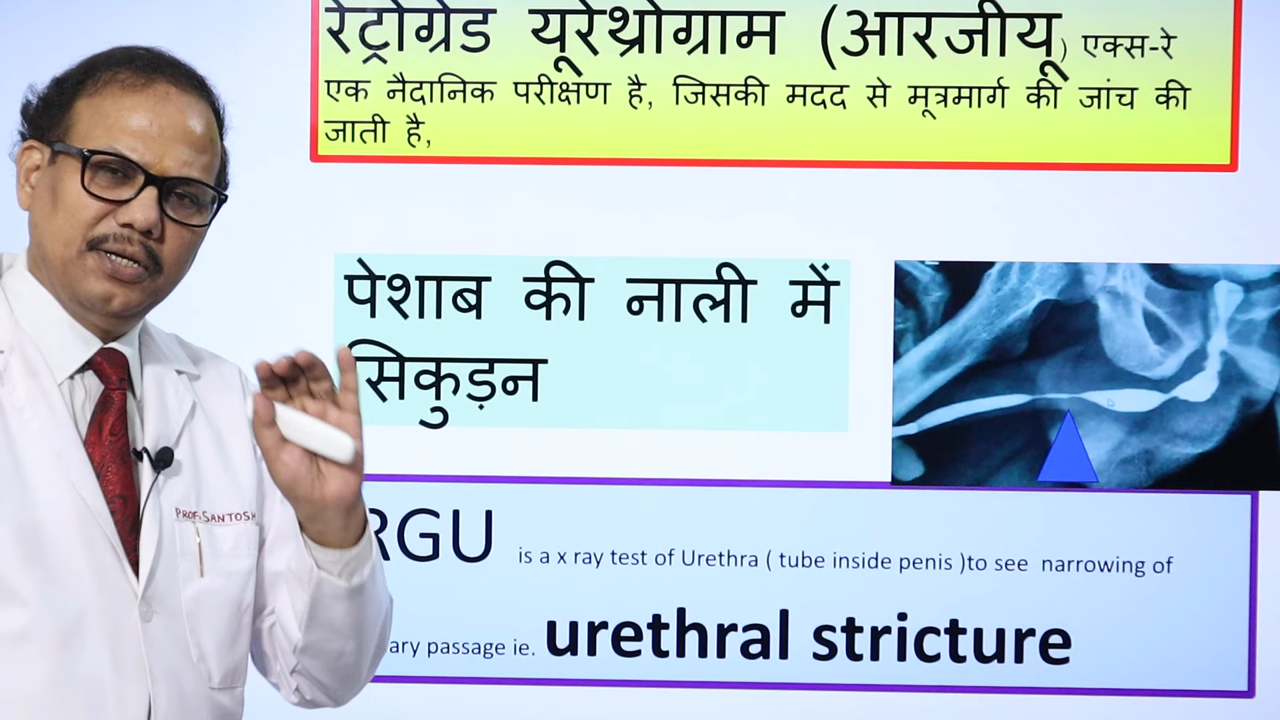 रेट्रोग्रेड यूरेथ्रोग्राम (आरजीयू) एक्स-रे
एक नैदानिक परीक्षण है, जिसकी मदद से मूत्रमार्ग की जांच की
जाती है,
पेशाब की नाली में
सिकुड़न
PROF. SANTOSH
RGU is a x ray test of Urethra ( tube inside penis )to see narrowing of
ary passage ie. urethral stricture